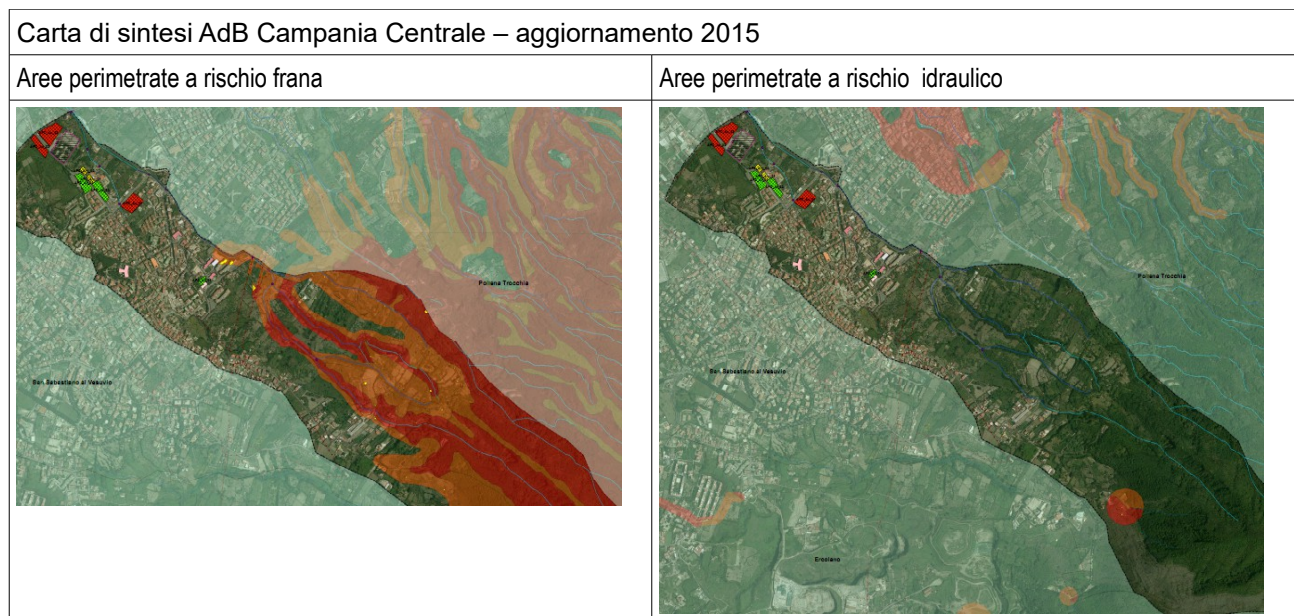 Carta di sintesi AdB Campania Centrale – aggiornamento 2015
Aree perimetrate a rischio frana
Aree perimetrate a rischio  idraulico
Pollena Trocchia
San Sebastiano al Vesuvio
Pollena Trocchia
San Sebastiano al Vesuvio
Ercolano